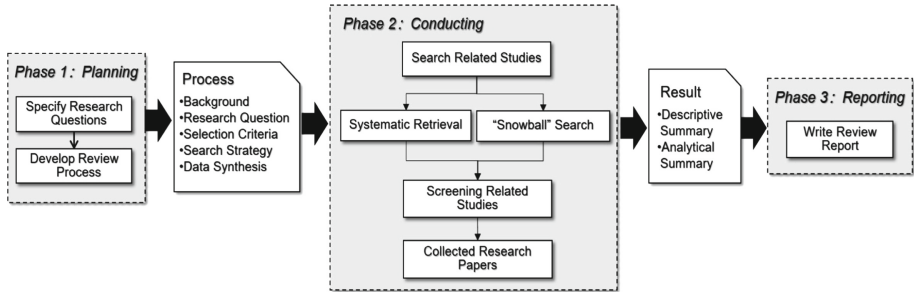 Phase 1: Planning
Specify Research
Questions
Develop Review
Process
Process
•Background
•Research Question
•Selection Criteria
•Search Strategy
•Data Synthesis
Phase 2: Conducting
Search Related Studies
Systematic Retrieval
“Snowball” Search
Screening Related
Studies
Collected Research
Papers
Result
•Descriptive
Summary
•Analytical
Summary
Phase 3: Reporting
Write Review
Report